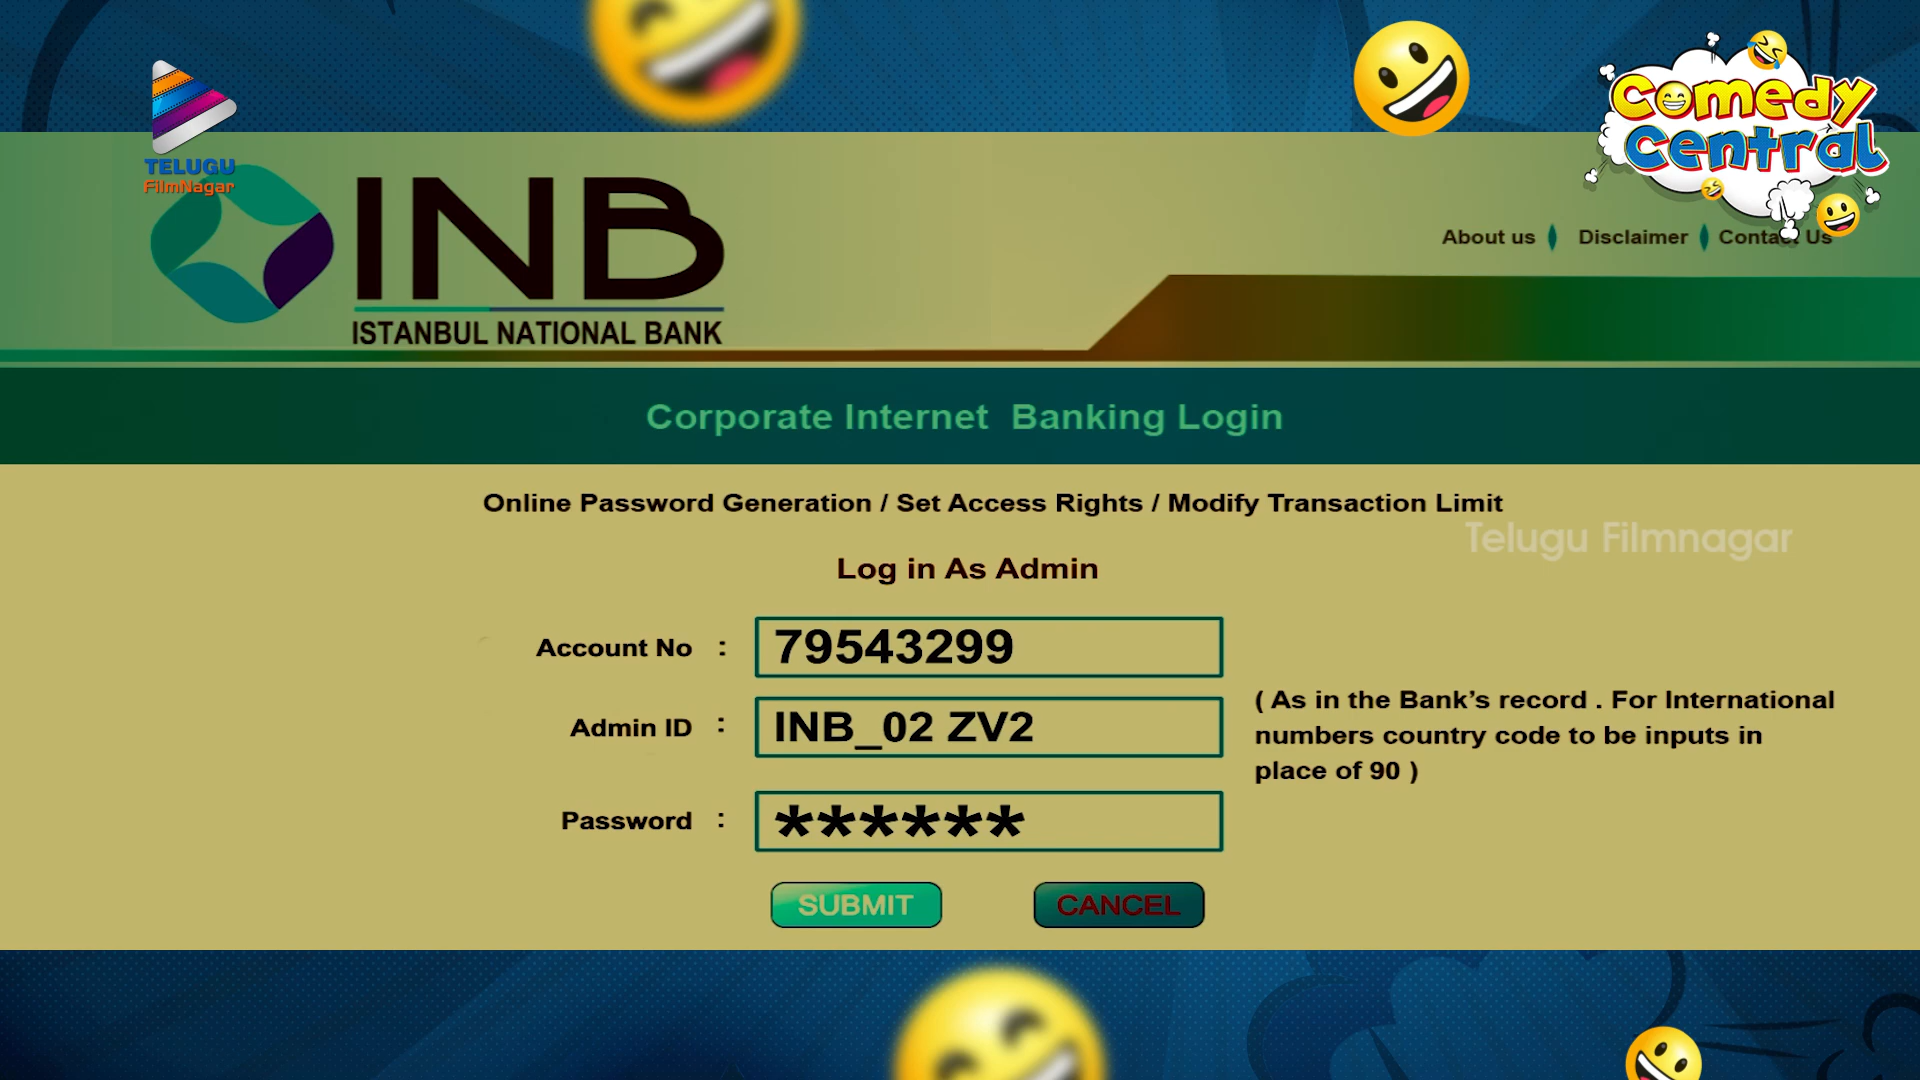 TELUGU
FilmNagar
Comedy
Central
INB
ISTANBUL NATIONAL BANK
About us Disclaimer Contact Us
Corporate Internet Banking Login
Online Password Generation / Set Access Rights / Modify Transaction Limit
Telugu Filmnagar
Log in As Admin
Account No : 79543299
Admin ID : INB_02 ZV2
( As in the Bank’s record . For International
numbers country code to be inputs in
place of 90 )
Password : ******
SUBMIT CANCEL